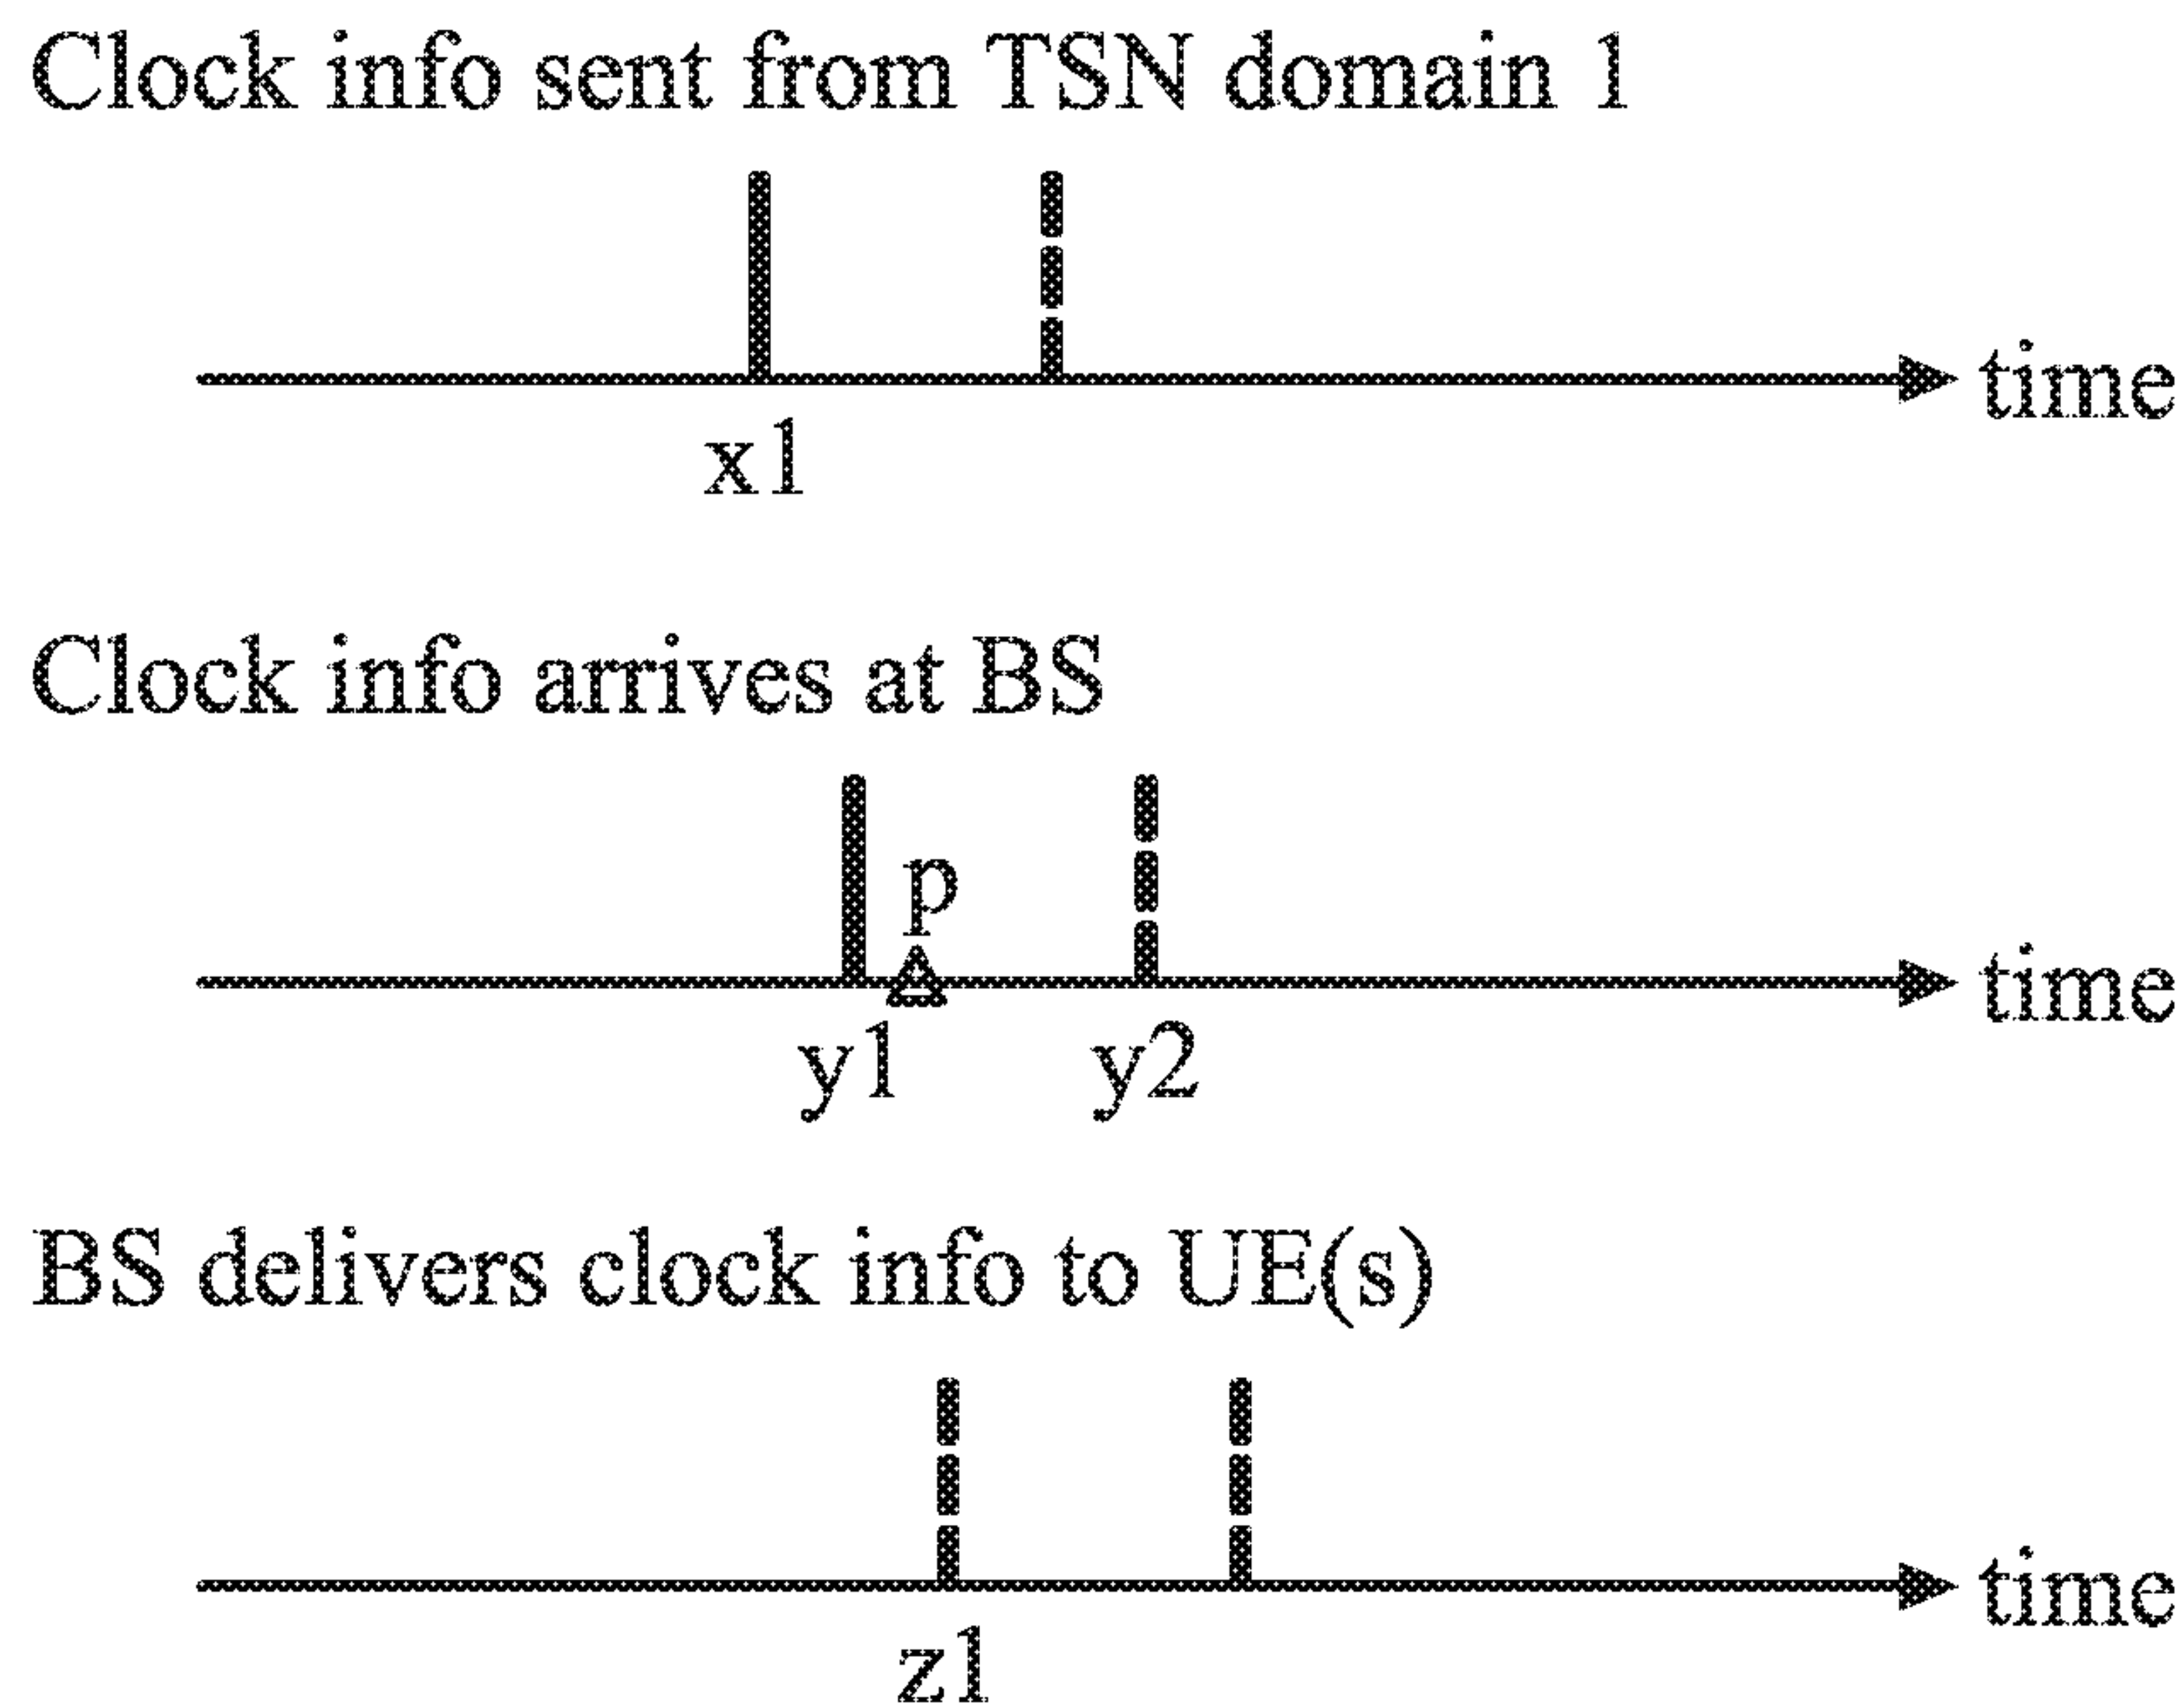 Clock info sent from TSN domain 1
time
x1
Clock info arrives at BS
p
time
y1 y2
BS delivers clock info to UE(s)
time
z1